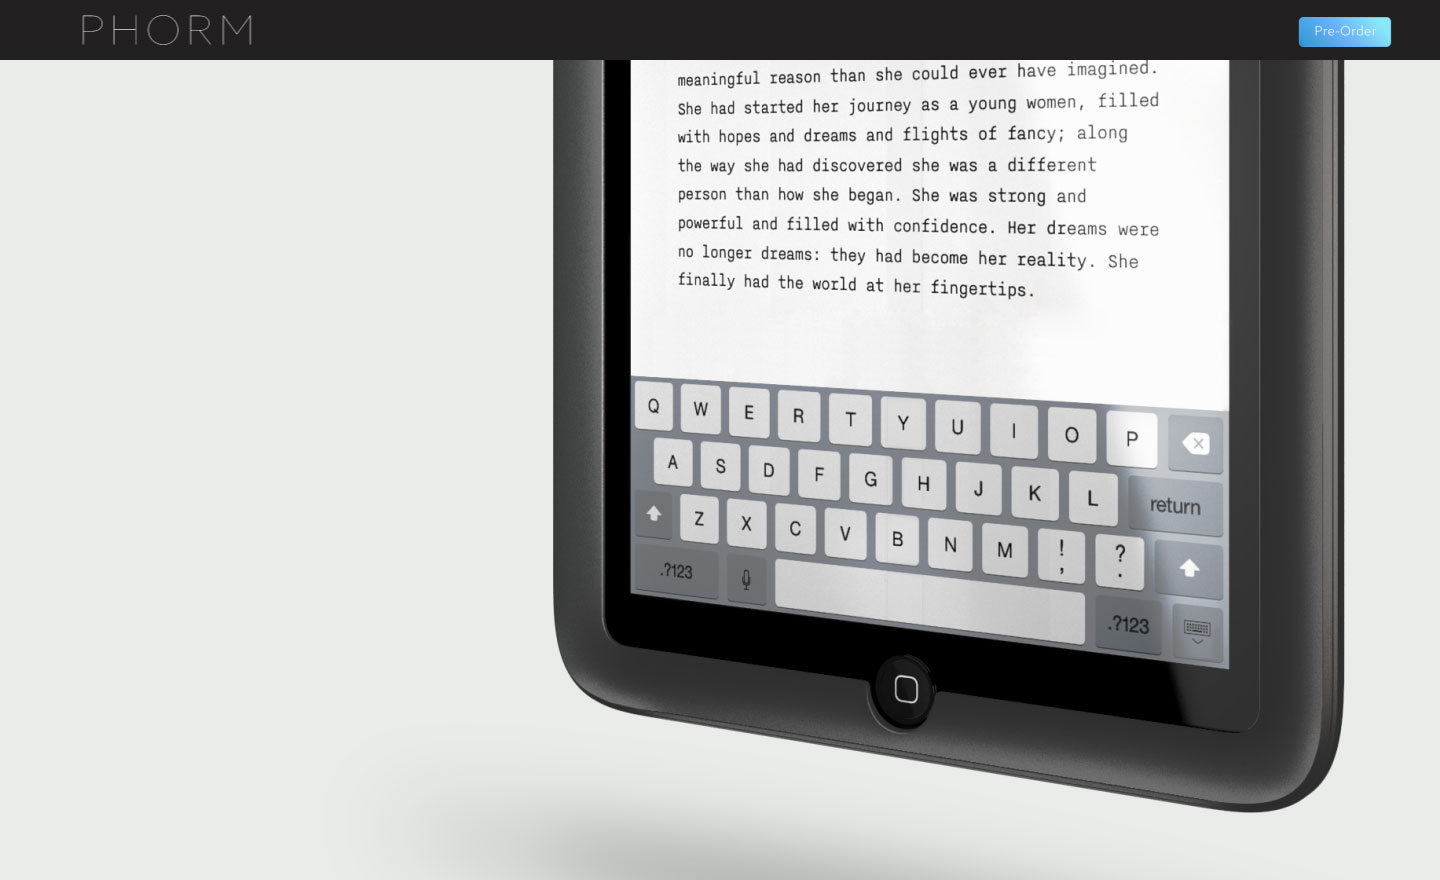 PHORM
Pre-Order
meaningful reason than she could ever have imagined.
She had started her journey as a young women, filled
with hopes and dreams and flights of fancy; along
the way she had discovered she was a different
person than how she began. She was strong and
powerful and filled with confidence. Her dreams were
no longer dreams: they had become her reality. She
finally had the world at her fingertips.
Q W E R T Y U I O P
A S D F G H J K L return
Z X C V B N M ! , ? .
.?123 .?123